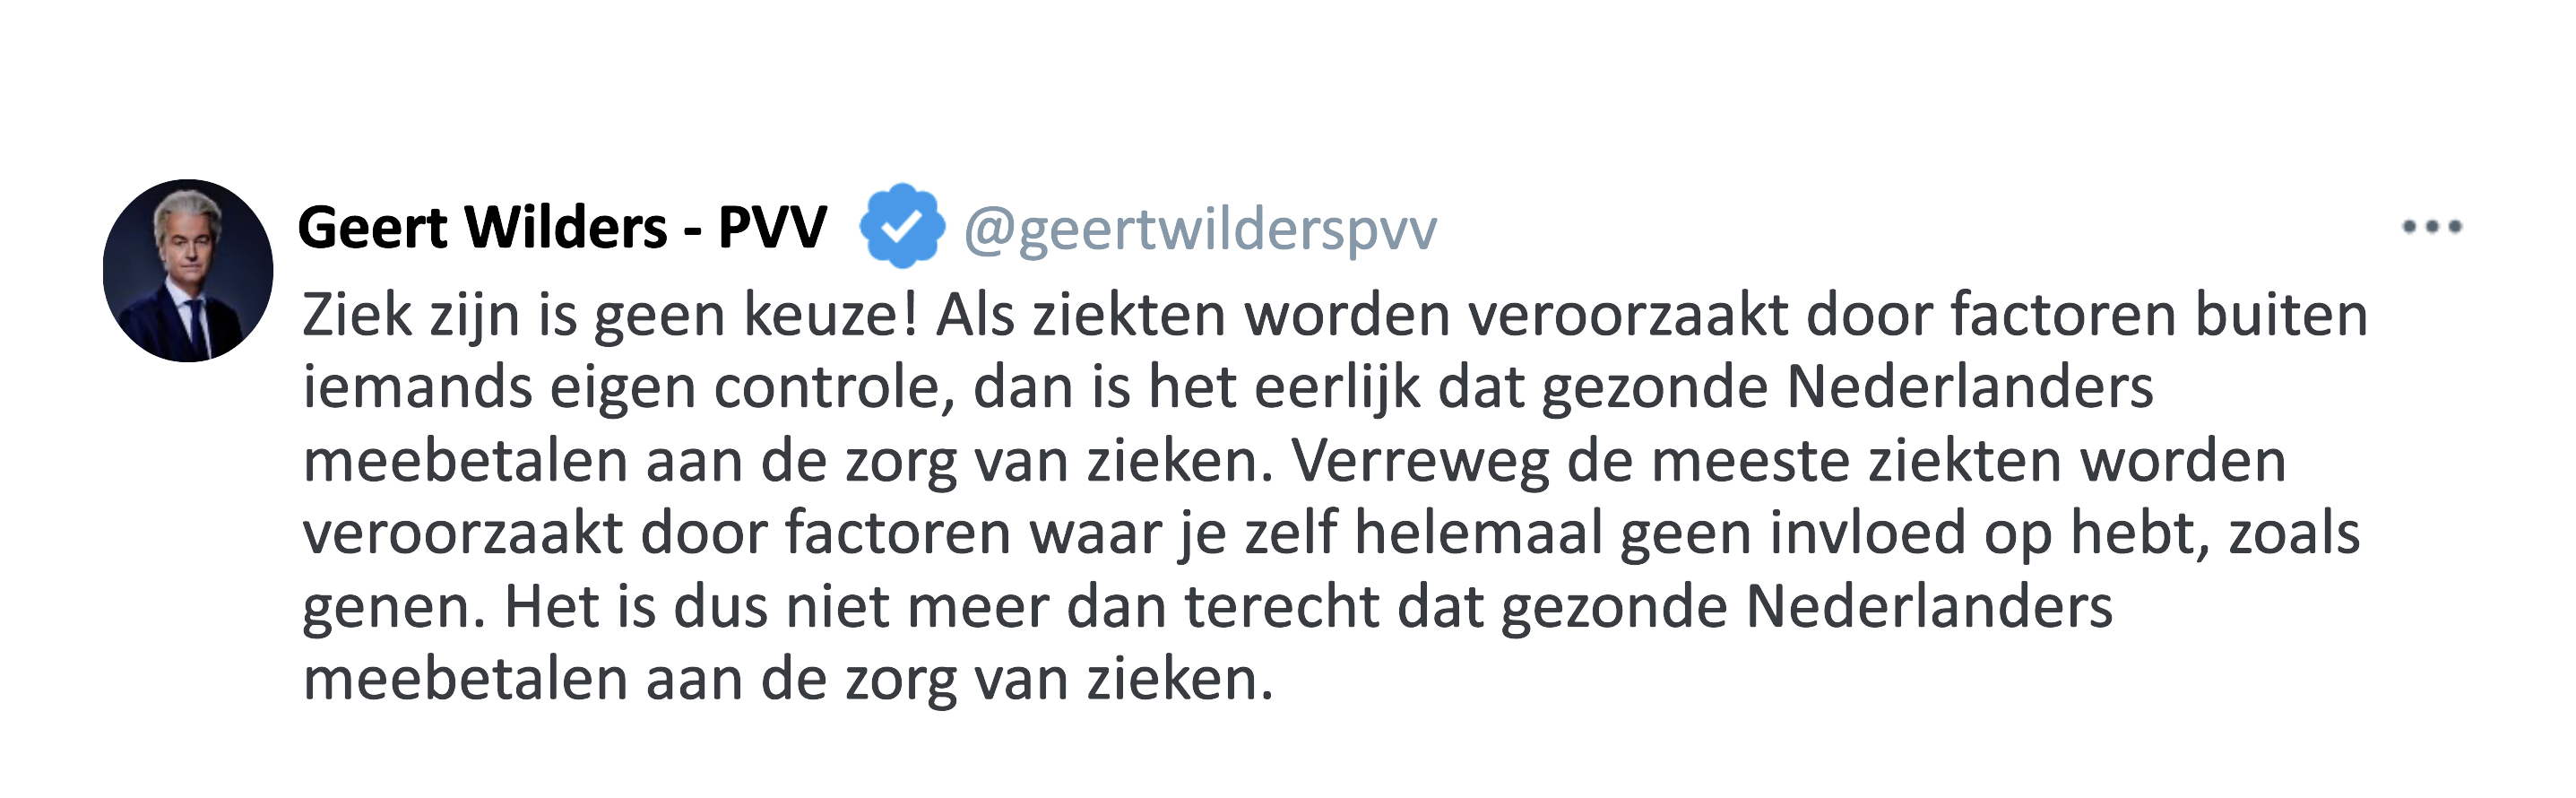 Geert Wilders - PVV @geertwilderspvv
Ziek zijn is geen keuze! Als ziekten worden veroorzaakt door factoren buiten
iemands eigen controle, dan is het eerlijk dat gezonde Nederlanders
meebetalen aan de zorg van zieken. Verreweg de meeste ziekten worden
veroorzaakt door factoren waar je zelf helemaal geen invloed op hebt, zoals
genen. Het is dus niet meer dan terecht dat gezonde Nederlanders
meebetalen aan de zorg van zieken.